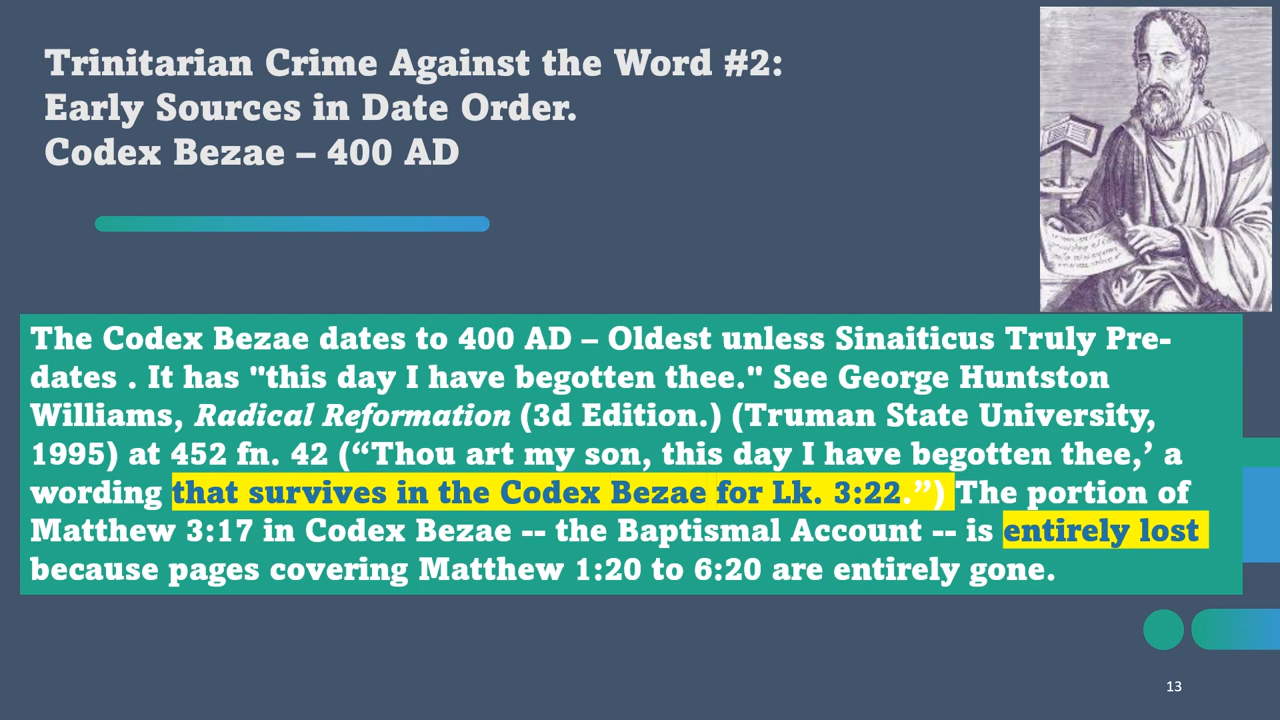 Trinitarian Crime Against the Word #2:
Early Sources in Date Order.
Codex Bezae – 400 AD
The Codex Bezae dates to 400 AD – Oldest unless Sinaiticus Truly Pre-
dates . It has "this day I have begotten thee." See George Huntston
Williams, Radical Reformation (3d Edition.) (Truman State University,
1995) at 452 fn. 42 (“Thou art my son, this day I have begotten thee,’ a
wording that survives in the Codex Bezae for Lk. 3:22.”) The portion of
Matthew 3:17 in Codex Bezae -- the Baptismal Account -- is entirely lost
because pages covering Matthew 1:20 to 6:20 are entirely gone.
13